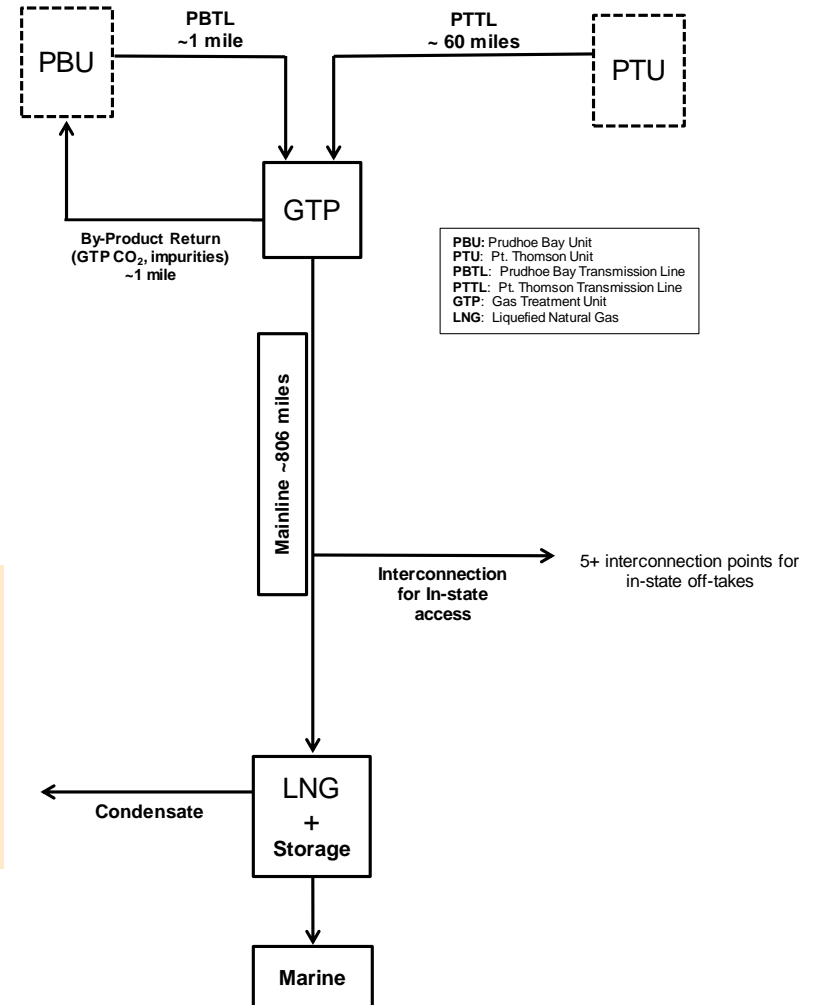 PBTL
~1 mile
PTTL
~ 60 miles
PBU
PTU
GTP
By-Product Return
(GTP CO₂, impurities)
~1 mile
PBU: Prudhoe Bay Unit
PTU: Pt. Thomson Unit
PBTL: Prudhoe Bay Transmission Line
PTTL: Pt. Thomson Transmission Line
GTP: Gas Treatment Unit
LNG: Liquefied Natural Gas
Mainline ~806 miles
Interconnection
for In-state
access
5+ interconnection points for
in-state off-takes
LNG
+
Storage
Condensate
Marine